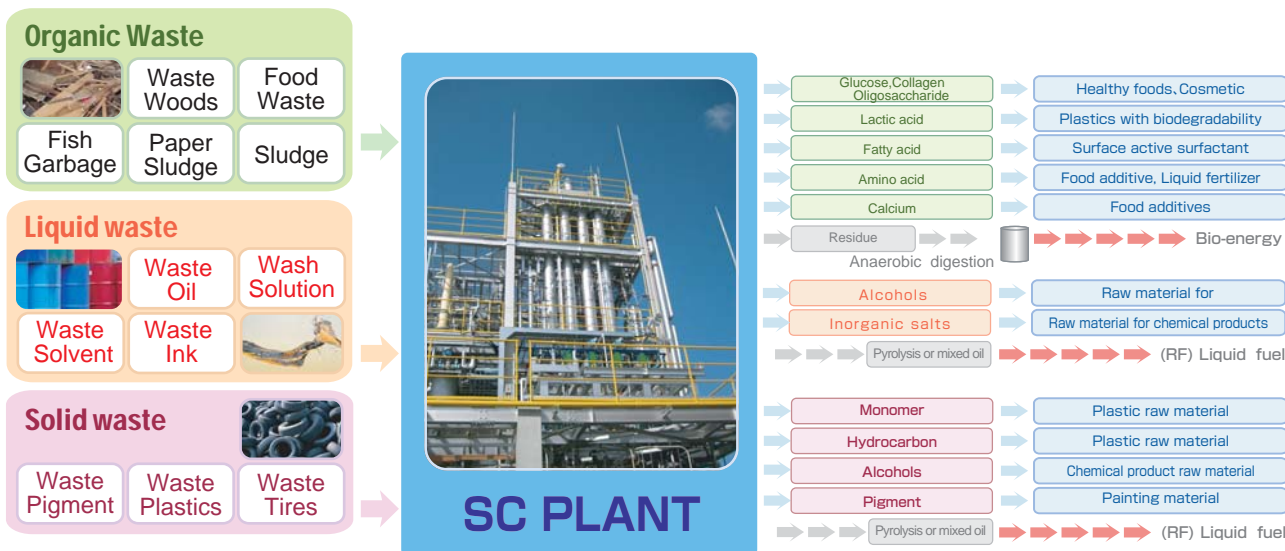 Organic Waste
Waste
Woods
Food
Waste
Fish
Garbage
Paper
Sludge
Sludge
Liquid waste
Waste
Oil
Wash
Solution
Waste
Solvent
Waste
Ink
Solid waste
Waste
Pigment
Waste
Plastics
Waste
Tires
SC PLANT
Glucose,Collagen
Oligosaccharide
Healthy foods、Cosmetic
Lactic acid
Plastics with biodegradability
Fatty acid
Surface active surfactant
Amino acid
Food additive, Liquid fertilizer
Calcium
Food additives
Residue
Bio-energy
Anaerobic digestion
Alcohols
Raw material for
Inorganic salts
Raw material for chemical products
Pyrolysis or mixed oil
(RF) Liquid fuel
Monomer
Plastic raw material
Hydrocarbon
Plastic raw material
Alcohols
Chemical product raw material
Pigment
Painting material
Pyrolysis or mixed oil
(RF) Liquid fuel